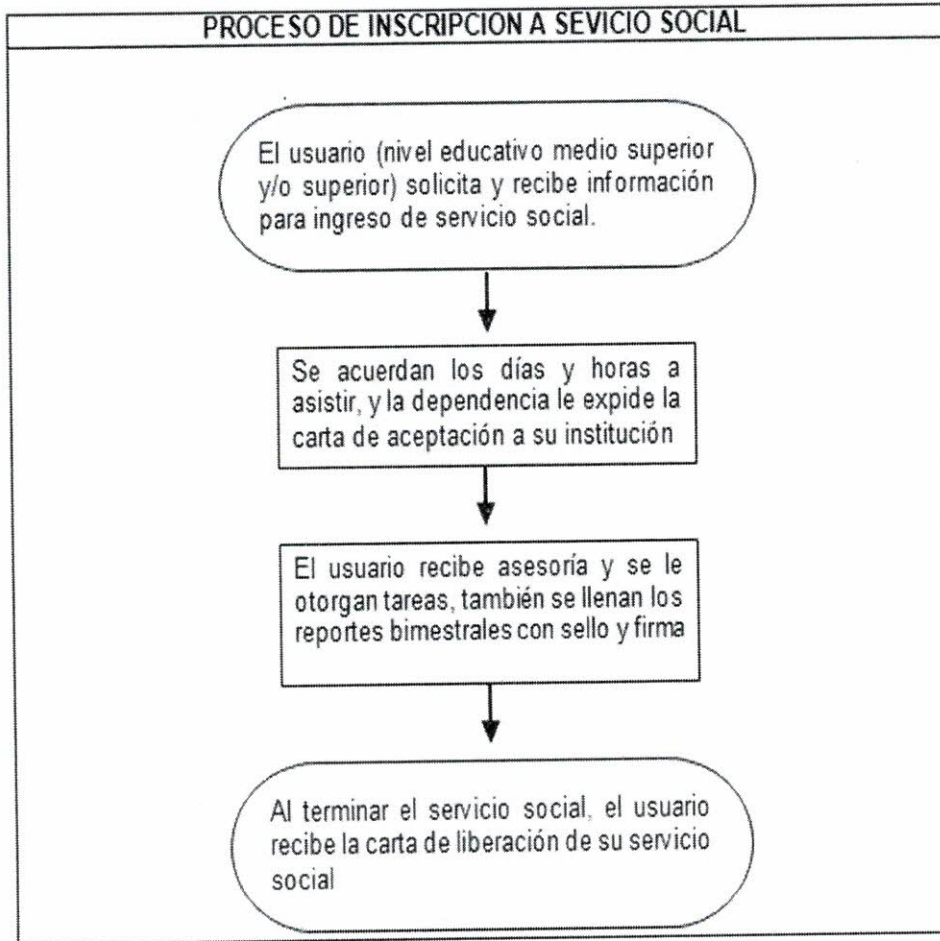 PROCESO DE INSCRIPCION A SEVICIO SOCIAL
El usuario (nivel educativo medio superior
y/o superior) solicita y recibe información
para ingreso de servicio social.
Se acuerdan los días y horas a
asistir, y la dependencia le expide la
carta de aceptación a su institución
El usuario recibe asesoría y se le
otorgan tareas, también se llenan los
reportes bimestrales con sello y firma
Al terminar el servicio social, el usuario
recibe la carta de liberación de su servicio
social